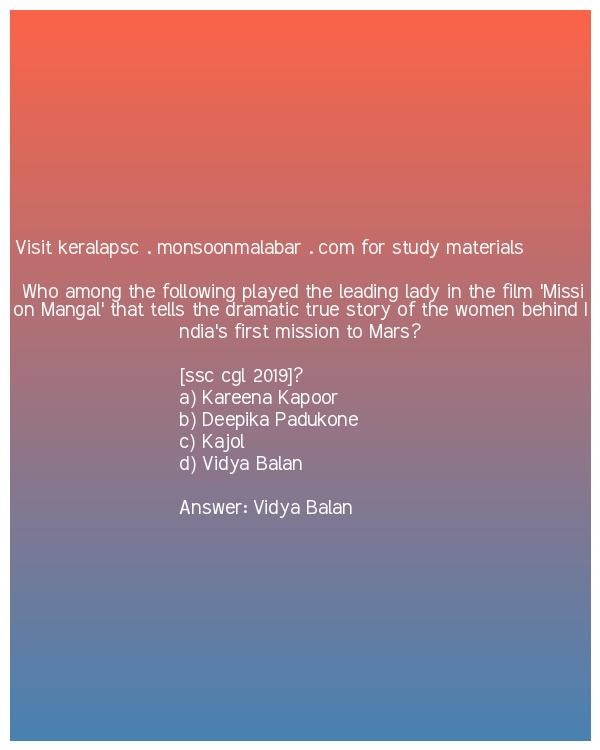 Visit keralapsc . monsoonmalabar . com for study materials
Who among the following played the leading lady in the film 'Missi
on Mangal' that tells the dramatic true story of the women behind I
ndia's first mission to Mars?
[ssc cgl 2019]?
a) Kareena Kapoor
b) Deepika Padukone
c) Kajol
d) Vidya Balan
Answer: Vidya Balan